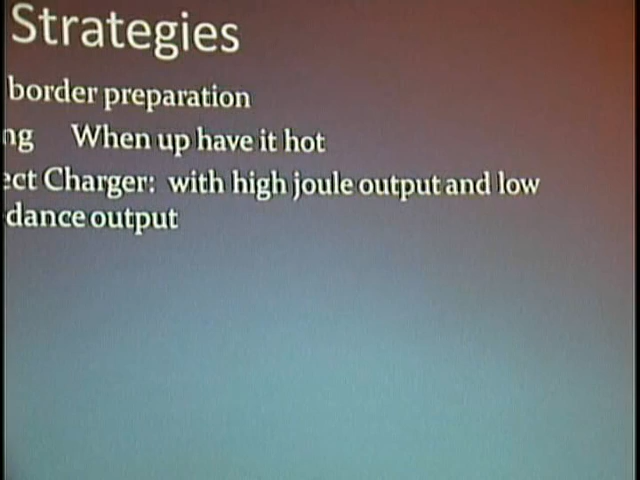 Strategies
border preparation
ng When up have it hot
ect Charger: with high joule output and low
dance output